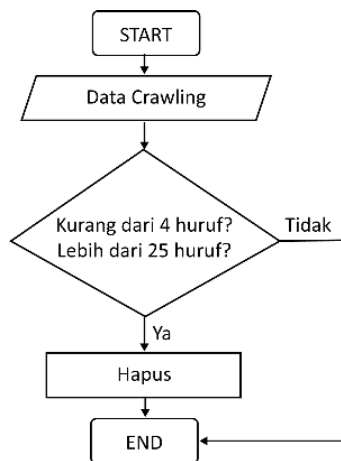 START
Data Crawling
Kurang dari 4 huruf?
Lebih dari 25 huruf?
Tidak
Ya
Hapus
END